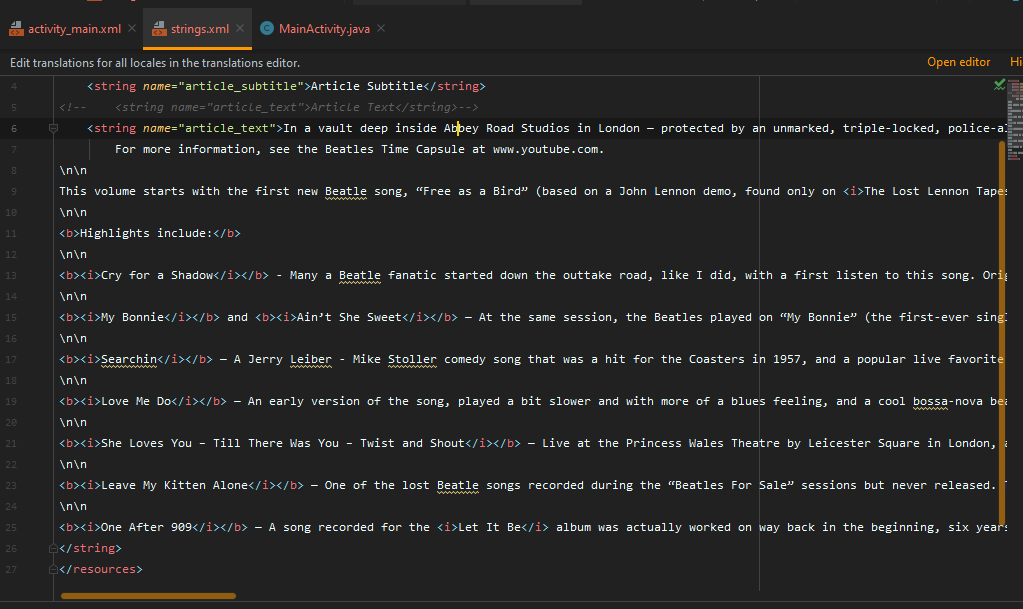 activity_main.xml
strings.xml
MainActivity.java
Edit translations for all locales in the translations editor.
Open editor
Hi
4 <string name="article_subtitle">Article Subtitle</string>
5 <!-- <string name="article_text">Article Text</string>-->
6 <string name="article_text">In a vault deep inside Abbey Road Studios in London — protected by an unmarked, triple-locked, police-al
7 For more information, see the Beatles Time Capsule at www.youtube.com.
8 \n\n
9 This volume starts with the first new Beatle song, “Free as a Bird” (based on a John Lennon demo, found only on <i>The Lost Lennon Tapes
10 \n\n
11 <b>Highlights include:</b>
12 \n\n
13 <b><i>Cry for a Shadow</i></b> - Many a Beatle fanatic started down the outtake road, like I did, with a first listen to this song. Orig
14 \n\n
15 <b><i>My Bonnie</i></b> and <b><i>Ain’t She Sweet</i></b> — At the same session, the Beatles played on “My Bonnie” (the first-ever singl
16 \n\n
17 <b><i>Searchin</i></b> — A Jerry Leiber - Mike Stoller comedy song that was a hit for the Coasters in 1957, and a popular live favorite
18 \n\n
19 <b><i>Love Me Do</i></b> — An early version of the song, played a bit slower and with more of a blues feeling, and a cool bossa-nova bea
20 \n\n
21 <b><i>She Loves You - Till There Was You - Twist and Shout</i></b> — Live at the Princess Wales Theatre by Leicester Square in London,
22 \n\n
23 <b><i>Leave My Kitten Alone</i></b> — One of the lost Beatle songs recorded during the “Beatles For Sale” sessions but never released.
24 \n\n
25 <b><i>One After 909</i></b> — A song recorded for the <i>Let It Be</i> album was actually worked on way back in the beginning, six years
26 </string>
27 </resources>